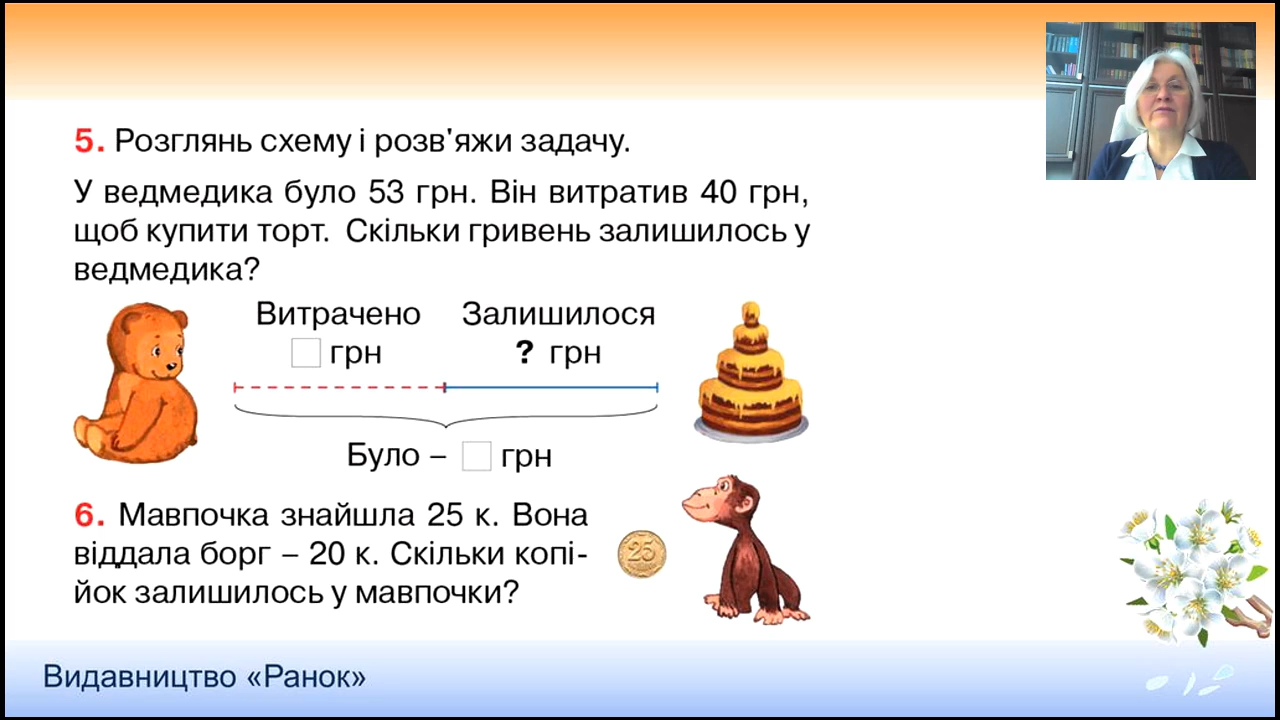 5. Розглянь схему і розв'яжи задачу.
У ведмедика було 53 грн. Він витратив 40 грн,
щоб купити торт. Скільки гривень залишилось у
ведмедика?
Витрачено Залишилося
грн ? грн
Було – грн
6. Мавпочка знайшла 25 к. Вона
віддала борг – 20 к. Скільки копі-
йок залишилось у мавпочки?
25
Видавництво «Ранок»